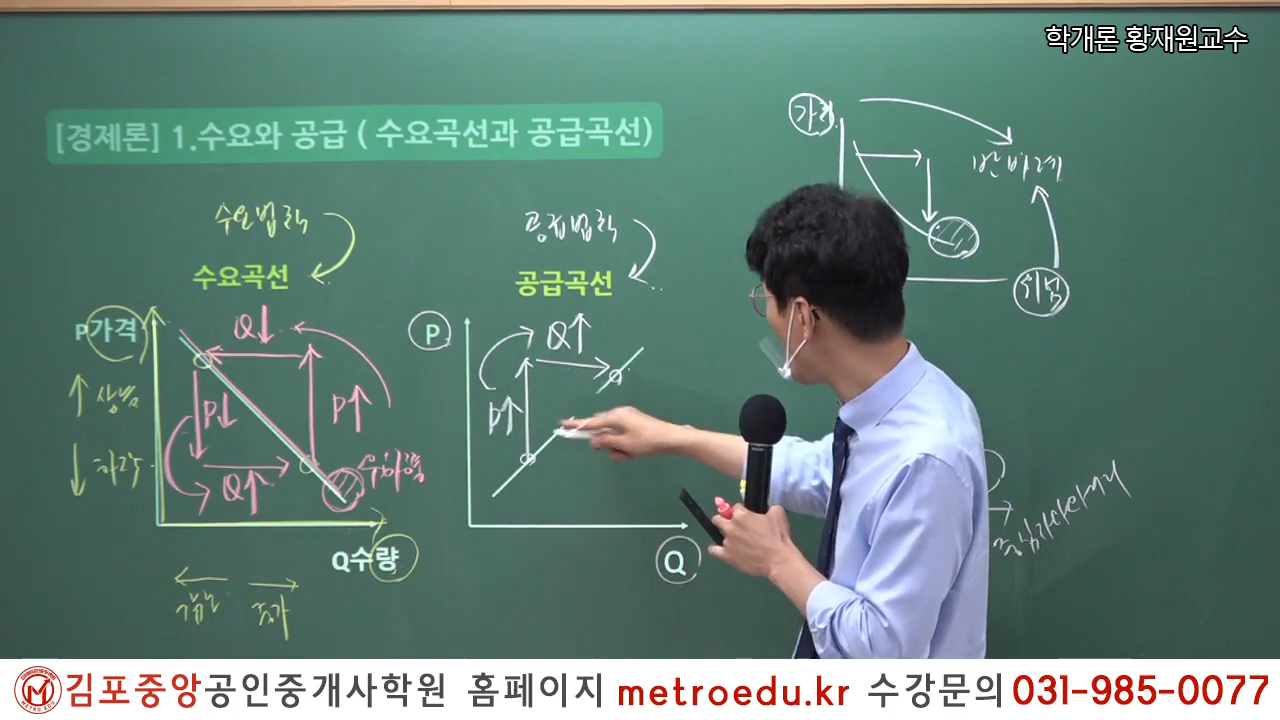 학개론 황재원교수
[경제론] 1.수요와 공급 ( 수요곡선과 공급곡선)
반비례
수요법칙
공급법칙
수요곡선
공급곡선
P가격
Q↓
P
Q↑
↑ 상승
P↓
P↑
P↑
↓ 하락
Q↑
우하향
Q수량
Q
증가
김포중앙공인중개사학원 홈페이지 metroedu.kr 수강문의 031-985-0077